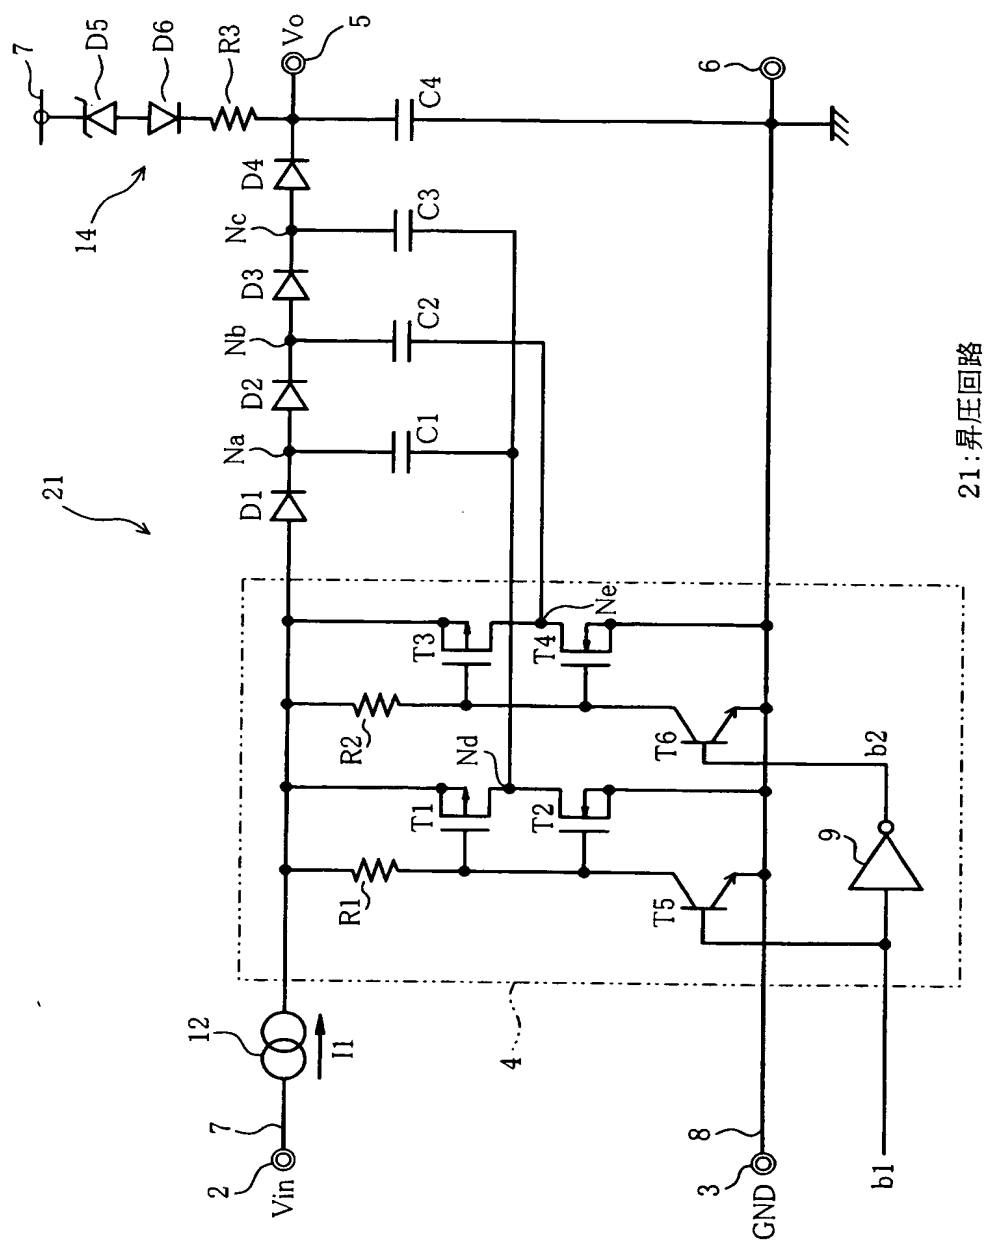 21
14
7
D5
D6
R3
Vo
5
Na
Nb
Nc
D1
D2
D3
D4
C1
C2
C3
C4
6
12
I1
7
2
Vin
4
R1
R2
T1
T3
Nd
Ne
T2
T4
T5
T6
9
b2
8
3
GND
b1
21:昇圧回路